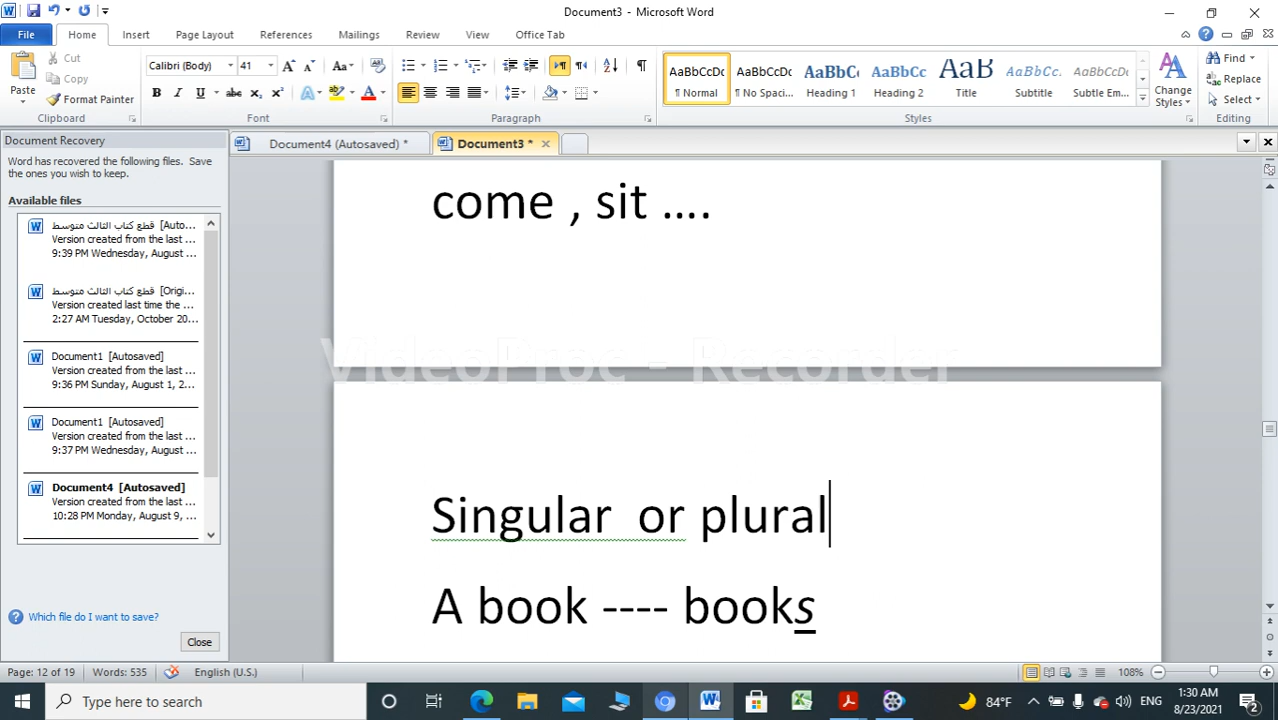 Document3 - Microsoft Word
File Home Insert Page Layout References Mailings Review View Office Tab
Paste
Cut
Copy
Format Painter
Clipboard
Calibri (Body) 41
Font
Paragraph
AaBbCcDc AaBbCcDc AaBbC AaBbCc AaB AaBbCc. AaBbCcDc
¶ Normal ¶ No Spaci... Heading 1 Heading 2 Title Subtitle Subtle Em...
Change Styles
Styles
Find
Replace
Select
Editing
Document Recovery
Word has recovered the following files. Save
the ones you wish to keep.
Available files
قطع كتاب الثالث متوسط [Auto...
Version created from the last ...
9:39 PM Wednesday, August ...
قطع كتاب الثالث متوسط [Origi...
Version created last time the ...
2:27 AM Tuesday, October 20...
Document1 [Autosaved]
Version created from the last ...
9:36 PM Sunday, August 1, 2...
Document1 [Autosaved]
Version created from the last ...
9:37 PM Wednesday, August ...
Document4 [Autosaved]
Version created from the last ...
10:28 PM Monday, August 9, ...
Which file do I want to save?
Close
Document4 (Autosaved) *
Document3 *
come , sit ....
VideoProc - Recorder
Singular or plural
A book ---- books
Page: 12 of 19 Words: 535 English (U.S.) 108%
Type here to search
84°F ENG
1:30 AM
8/23/2021
2